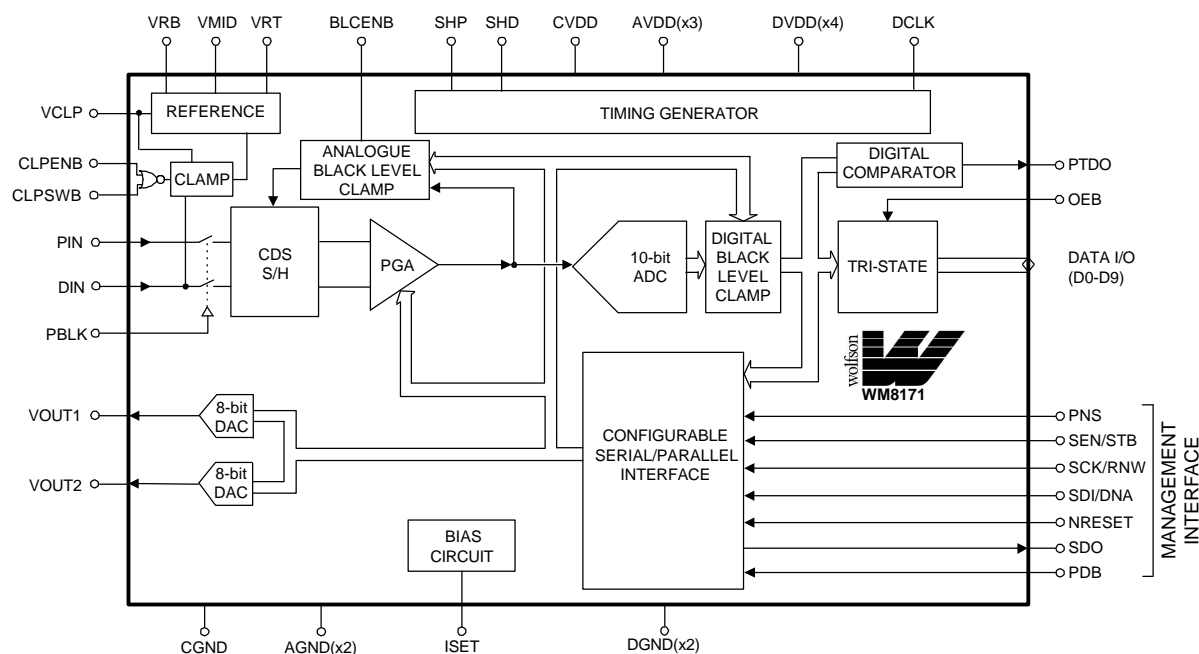 VRB VMID VRT BLCENB SHP SHD CVDD AVDD(x3) DVDD(x4) DCLK
VCLP
REFERENCE
TIMING GENERATOR
CLPENB
CLPSWB
CLAMP
ANALOGUE
BLACK LEVEL
CLAMP
DIGITAL
COMPARATOR
PTDO
OEB
PIN
DIN
PBLK
CDS
S/H
PGA
10-bit
ADC
DIGITAL
BLACK
LEVEL
CLAMP
TRI-STATE
DATA I/O
(D0-D9)
wolfson
WM8171
VOUT1
8-bit
DAC
VOUT2
8-bit
DAC
CONFIGURABLE
SERIAL/PARALLEL
INTERFACE
BIAS
CIRCUIT
PNS
SEN/STB
SCK/RNW
SDI/DNA
NRESET
SDO
PDB
MANAGEMENT
INTERFACE
CGND AGND(x2) ISET DGND(x2)